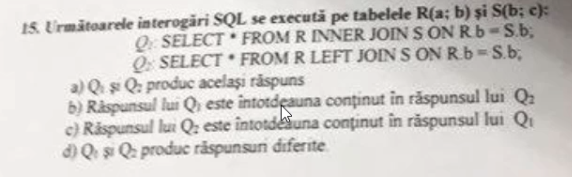 15. Următoarele interogări SQL se execută pe tabelele R(a; b) și S(b; c):
Q₁: SELECT * FROM R INNER JOIN S ON R.b = S.b;
Q₂: SELECT * FROM R LEFT JOIN S ON R.b = S.b;
a) Q₁ și Q₂ produc același răspuns
b) Răspunsul lui Q₁ este întotdeauna conținut în răspunsul lui Q₂
c) Răspunsul lui Q₂ este întotdeauna conținut în răspunsul lui Q₁
d) Q₁ și Q₂ produc răspunsuri diferite.